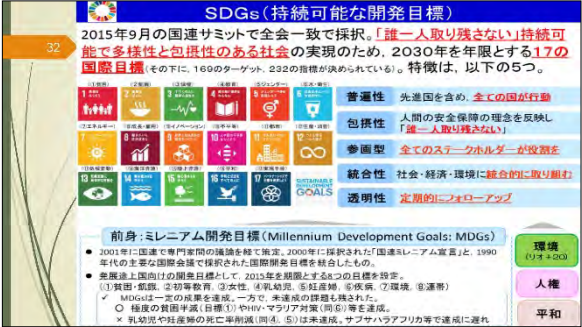 SDGs(持続可能な開発目標)
32
2015年9月の国連サミットで全会一致で採択。「誰一人取り残さない」持続可
能で多様性と包摂性のある社会の実現のため、2030年を年限とする17の
国際目標(その下に、169のターゲット、232の指標が決められている)。特徴は、以下の5つ。
普遍性 先進国を含め、全ての国が行動
包摂性 人間の安全保障の理念を反映し
「誰一人取り残さない」
参画型 全てのステークホルダーが役割を
統合性 社会・経済・環境に統合的に取り組む
透明性 定期的にフォローアップ
SUSTAINABLE
DEVELOPMENT
GOALS
前身:ミレニアム開発目標(Millennium Development Goals: MDGs)
● 2001年に国連で専門家間の議論を経て策定。2000年に採択された「国連ミレニアム宣言」と、1990
年代の主要な国際会議で採択された国際開発目標を統合したもの。
● 発展途上国向けの開発目標として、2015年を期限とする8つの目標を設定。
(①貧困・飢餓、②初等教育、③女性、④乳幼児、⑤妊産婦、⑥疾病、⑦環境、⑧連帯)
✓ MDGsは一定の成果を達成。一方で、未達成の課題も残された。
○ 極度の貧困半減(目標①)やHIV・マラリア対策(同⑥)等を達成。
× 乳幼児や妊産婦の死亡率削減(同④、⑤)は未達成。サブサハラアフリカ等で達成に遅れ
環境
(リオ+20)
人権
平和